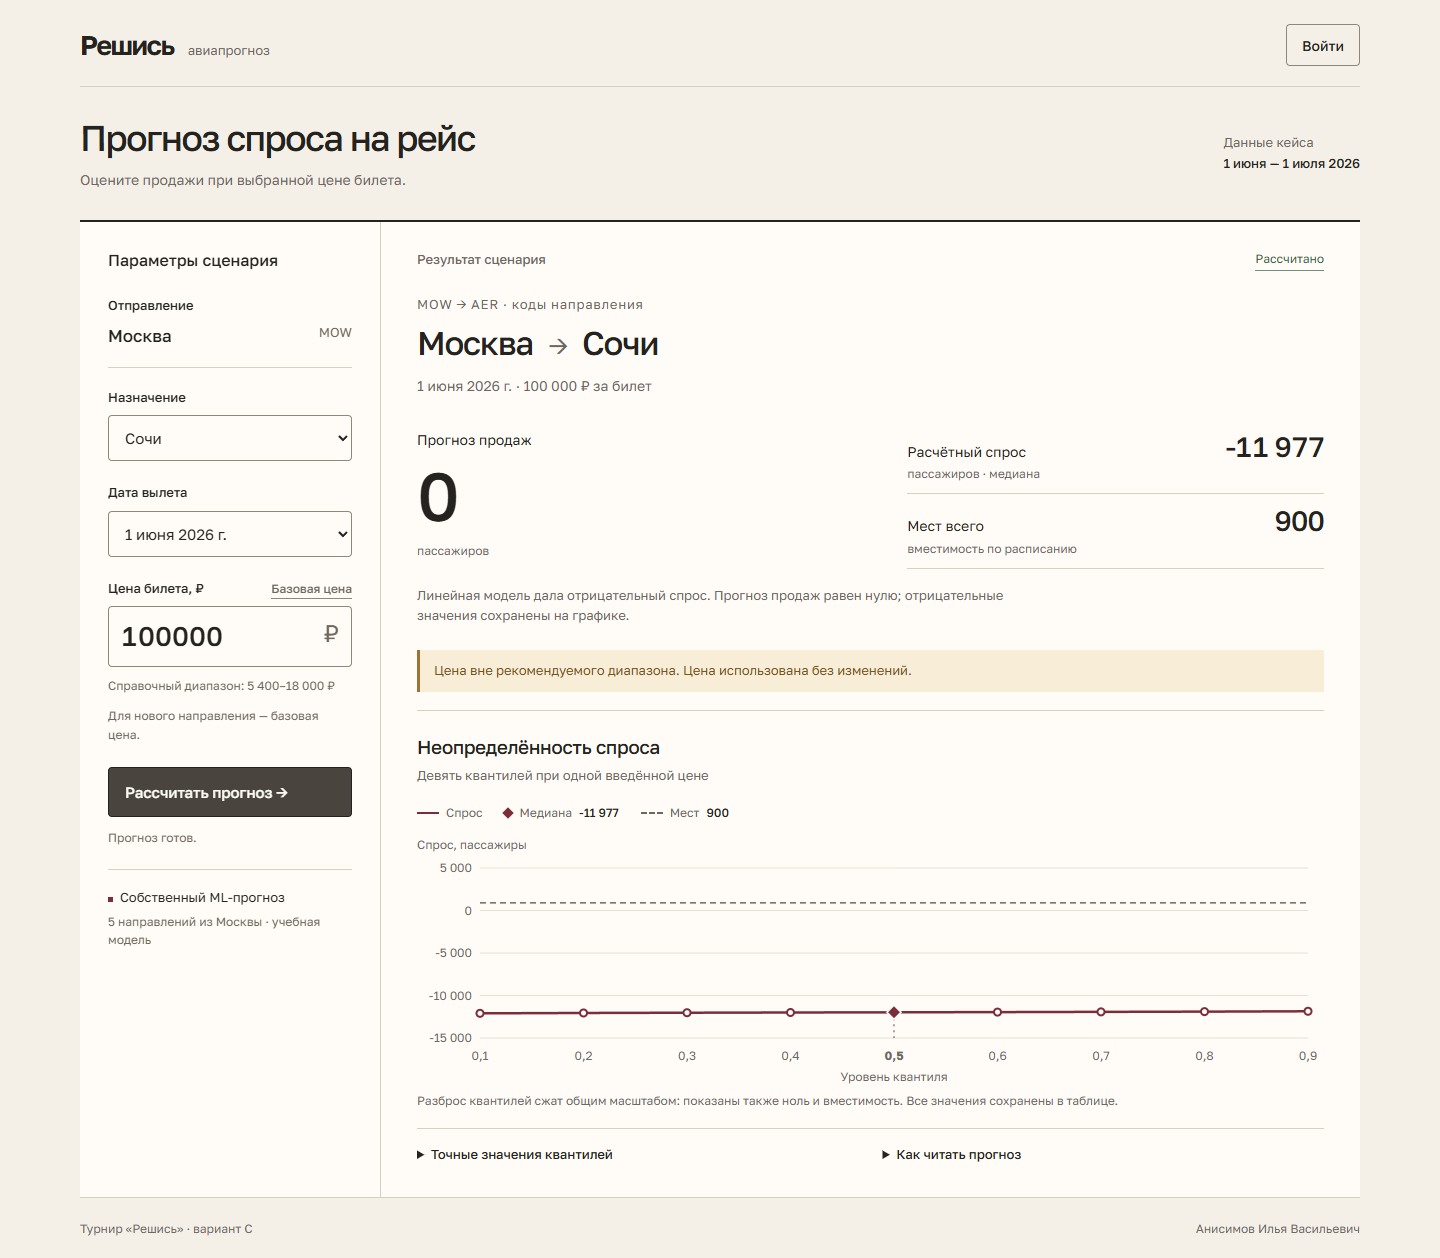 Решись авиапрогноз
Войти
Прогноз спроса на рейс
Оцените продажи при выбранной цене билета.
Данные кейса
1 июня — 1 июля 2026
Параметры сценария
Отправление
Москва MOW
Назначение
Сочи
Дата вылета
1 июня 2026 г.
Цена билета, ₽ Базовая цена
100000 ₽
Справочный диапазон: 5 400–18 000 ₽
Для нового направления — базовая
цена.
Рассчитать прогноз →
Прогноз готов.
Собственный ML-прогноз
5 направлений из Москвы · учебная
модель
Результат сценария
Рассчитано
MOW → AER · коды направления
Москва → Сочи
1 июня 2026 г. · 100 000 ₽ за билет
Прогноз продаж
0
пассажиров
Расчётный спрос -11 977
пассажиров · медиана
Мест всего 900
вместимость по расписанию
Линейная модель дала отрицательный спрос. Прогноз продаж равен нулю; отрицательные
значения сохранены на графике.
Цена вне рекомендуемого диапазона. Цена использована без изменений.
Неопределённость спроса
Девять квантилей при одной введённой цене
Спрос Медиана -11 977 Мест 900
Спрос, пассажиры
5 000
0
-5 000
-10 000
-15 000
0,1 0,2 0,3 0,4 0,5 0,6 0,7 0,8 0,9
Уровень квантиля
Разброс квантилей сжат общим масштабом: показаны также ноль и вместимость. Все значения сохранены в таблице.
▶ Точные значения квантилей
▶ Как читать прогноз
Турнир «Решись» · вариант С
Анисимов Илья Васильевич